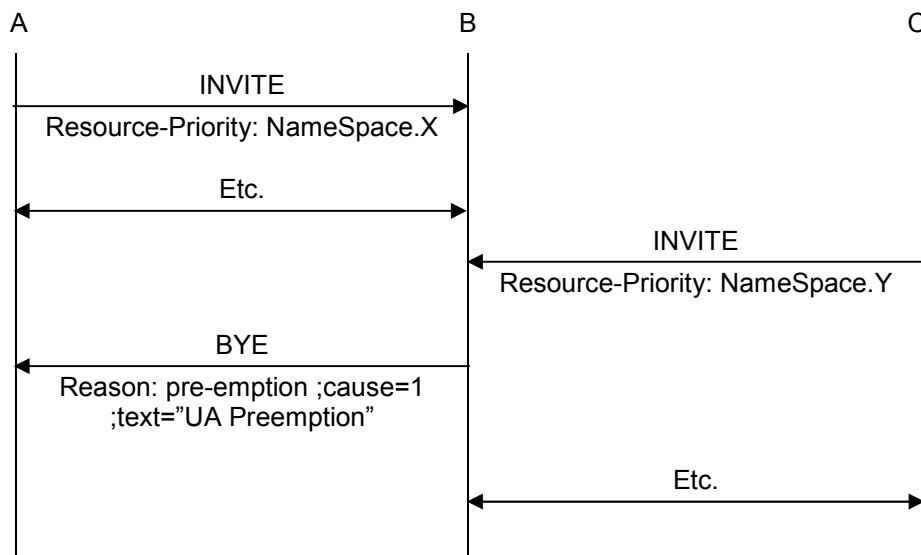 A B C
INVITE
Resource-Priority: NameSpace.X
Etc.
INVITE
Resource-Priority: NameSpace.Y
BYE
Reason: pre-emption ;cause=1
;text=”UA Preemption”
Etc.